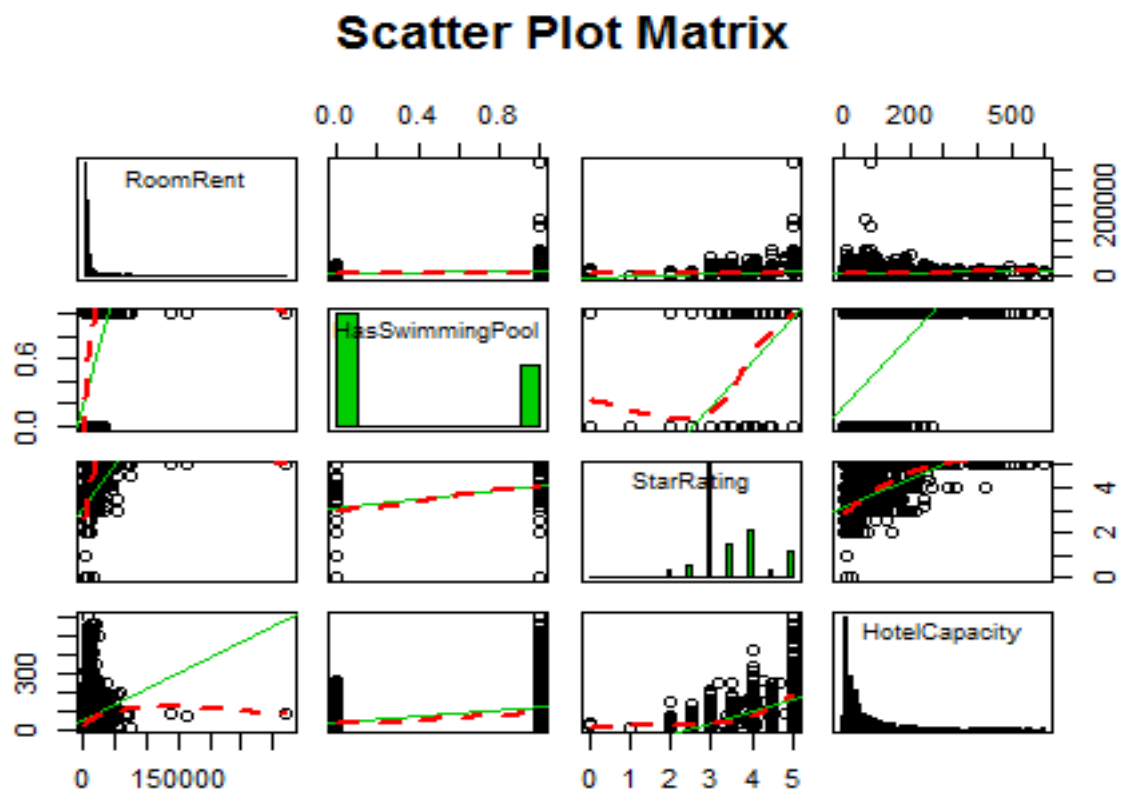 Scatter Plot Matrix
0.0 0.4 0.8 0 200 500
RoomRent
0 200000
HasSwimmingPool
0.0 0.6
StarRating
0 2 4
HotelCapacity
0 300
0 150000 0 1 2 3 4 5